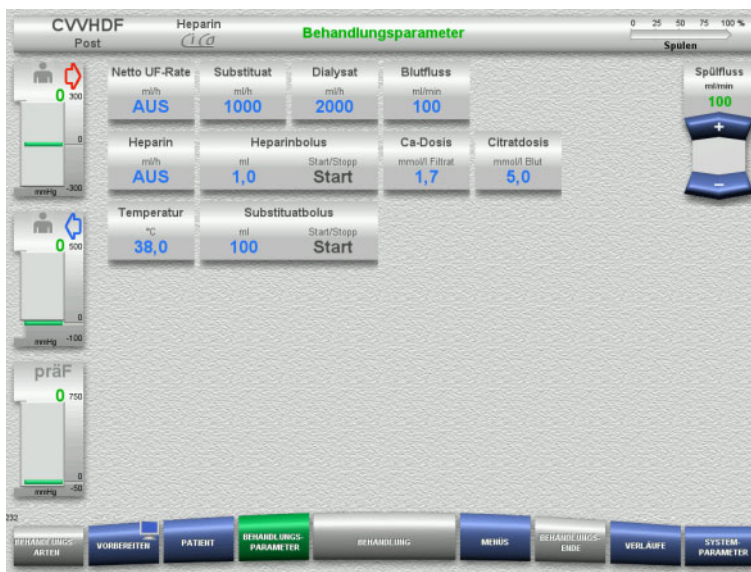 CVVHDF Heparin Behandlungsparameter 0 25 50 75 100 %
Post Ci Ca Spulen
300 0
0
mmHg -300
Netto UF-Rate Substituat Dialysat Blutfluss
ml/h ml/h ml/h ml/min
AUS 1000 2000 100
Spülfluss
ml/min
100
+
–
Heparin Heparinbolus Ca-Dosis Citratdosis
ml/h ml Start/Stopp mmol/l Filtrat mmol/l Blut
AUS 1,0 Start 1,7 5,0
Temperatur Substituatbolus
°C ml Start/Stopp
38,0 100 Start
0 500
0
mmHg -100
präF
0 750
0
mmHg -50
232
BEHANDLUNGS-
ARTEN
VORBEREITEN
PATIENT
BEHANDLUNGS-
PARAMETER
BEHANDLUNG
MENÜS
BEHANDLUNGS-
ENDE
VERLÄUFE
SYSTEM-
PARAMETER